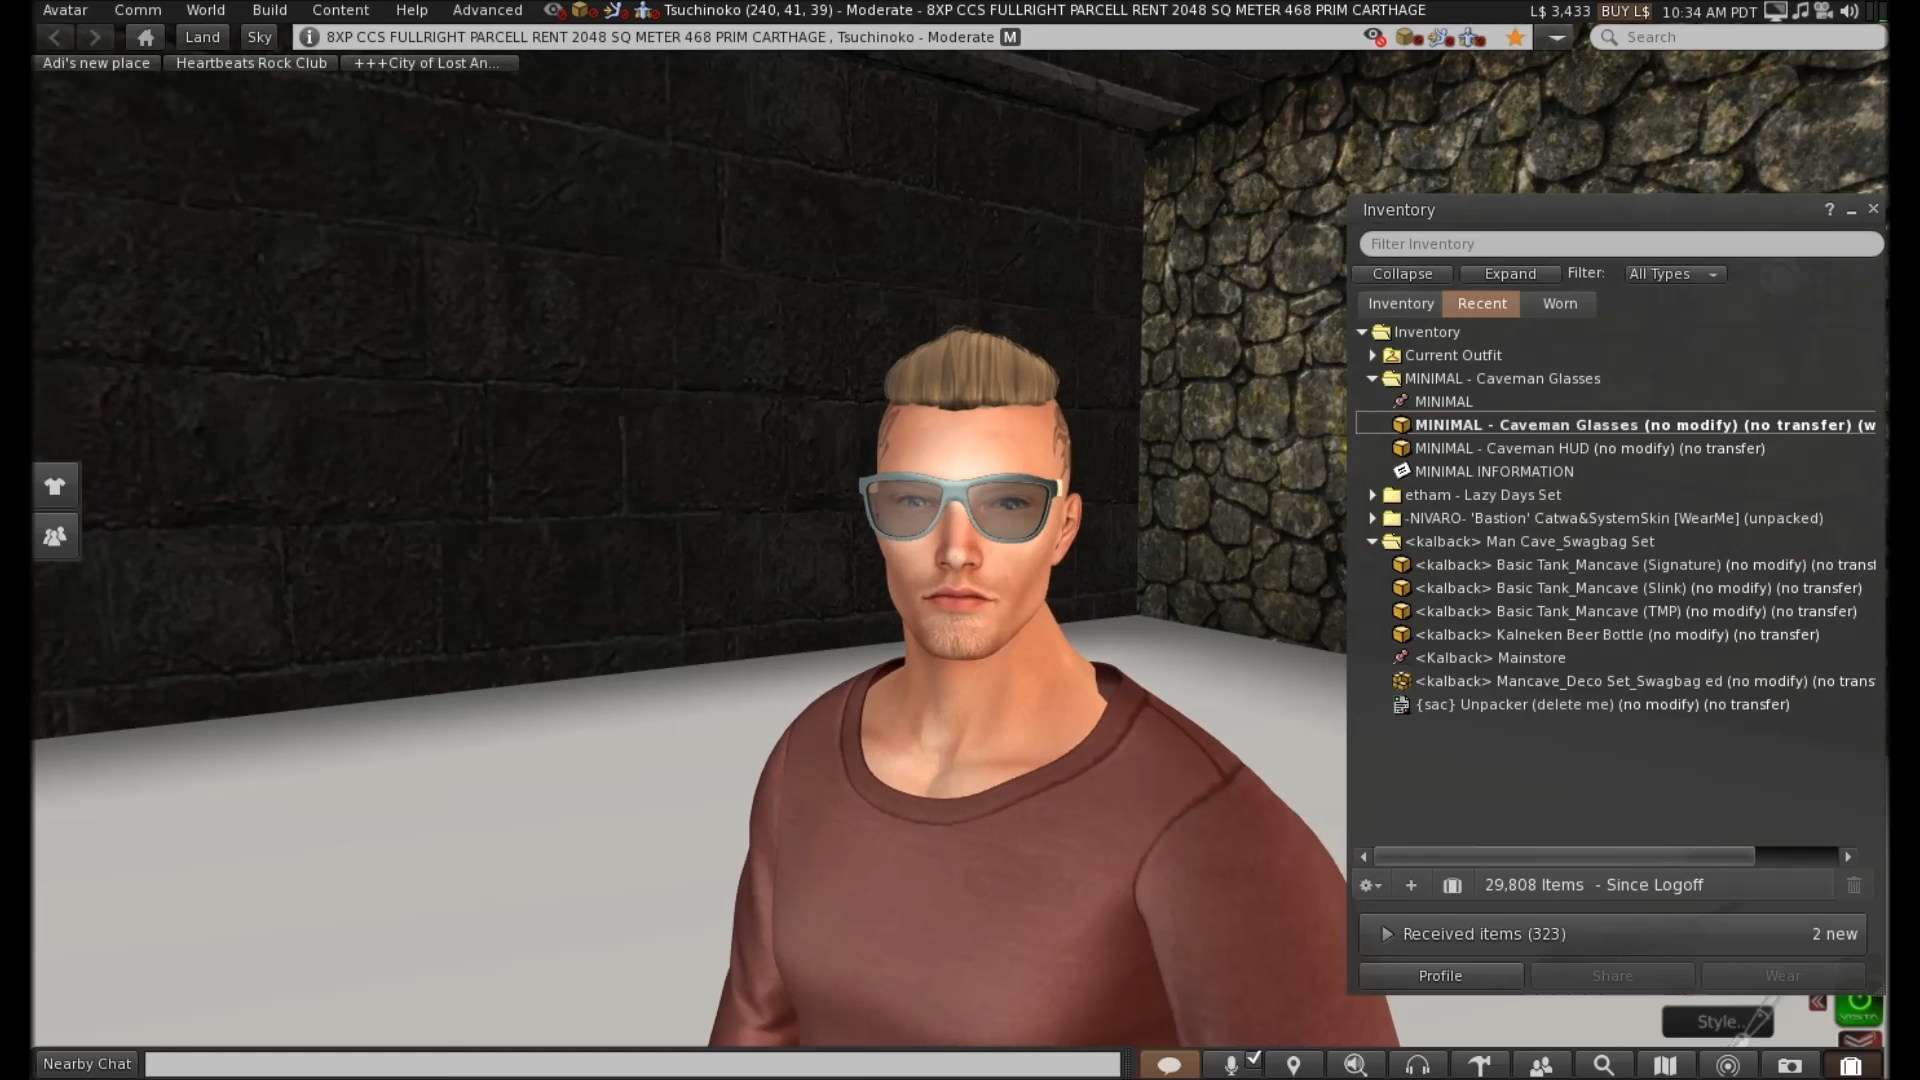 Avatar Comm World Build Content Help Advanced Tsuchinoko (240, 41, 39) - Moderate - 8XP CCS FULLRIGHT PARCELL RENT 2048 SQ METER 468 PRIM CARTHAGE L$ 3,433 BUY L$ 10:34 AM PDT
Land Sky 8XP CCS FULLRIGHT PARCELL RENT 2048 SQ METER 468 PRIM CARTHAGE , Tsuchinoko - Moderate M Search
Adi's new place Heartbeats Rock Club +++City of Lost An...
Inventory ?
Filter Inventory
Collapse Expand Filter: All Types
Inventory Recent Worn
Inventory
Current Outfit
MINIMAL - Caveman Glasses
MINIMAL
MINIMAL - Caveman Glasses (no modify) (no transfer) (w
MINIMAL - Caveman HUD (no modify) (no transfer)
MINIMAL INFORMATION
etham - Lazy Days Set
-NIVARO- 'Bastion' Catwa&SystemSkin [WearMe] (unpacked)
<kalback> Man Cave_Swagbag Set
<kalback> Basic Tank_Mancave (Signature) (no modify) (no transf
<kalback> Basic Tank_Mancave (Slink) (no modify) (no transfer)
<kalback> Basic Tank_Mancave (TMP) (no modify) (no transfer)
<kalback> Kalneken Beer Bottle (no modify) (no transfer)
<Kalback> Mainstore
<kalback> Mancave_Deco Set_Swagbag ed (no modify) (no trans
{sac} Unpacker (delete me) (no modify) (no transfer)
29,808 Items - Since Logoff
Received items (323) 2 new
Profile Share Wear
Style..
VISTA
Nearby Chat